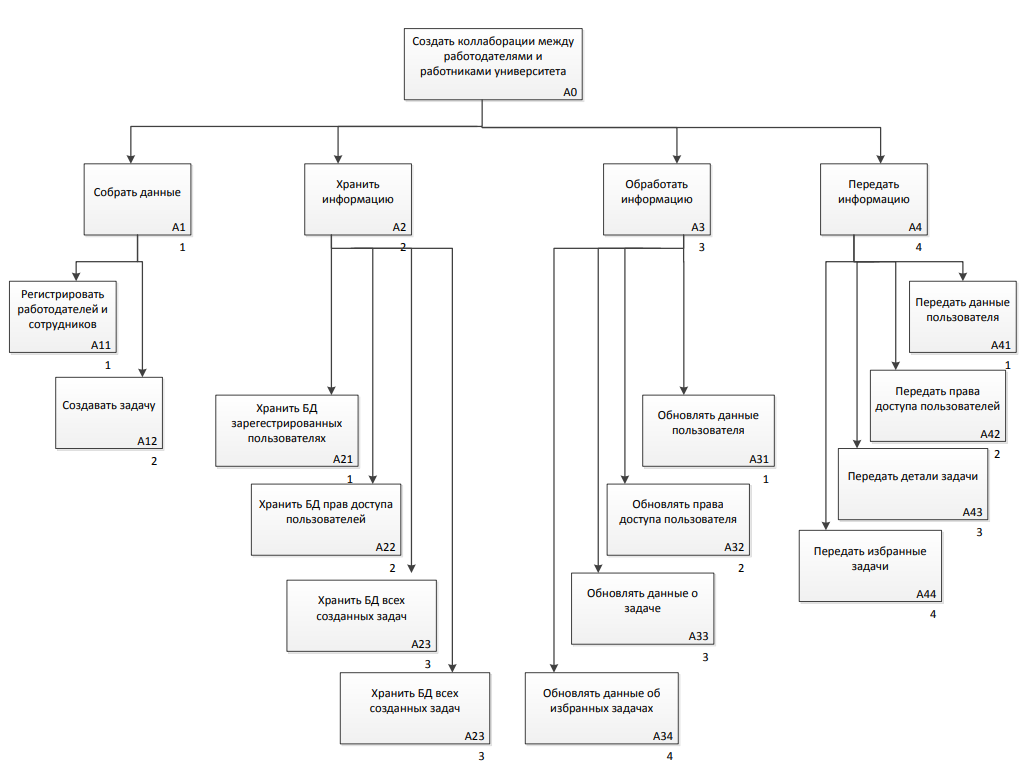 Создать коллаборации между
работодателями и
работниками университета
A0
Собрать данные
A1
1
Хранить
информацию
A2
2
Обработать
информацию
A3
3
Передать
информацию
A4
4
Регистрировать
работодателей и
сотрудников
A11
1
Создавать задачу
A12
2
Хранить БД
зарегестрированных
пользователях
A21
1
Хранить БД прав доступа
пользователей
A22
2
Хранить БД всех
созданных задач
A23
3
Хранить БД всех
созданных задач
A23
3
Обновлять данные
пользователя
A31
1
Обновлять права
доступа пользователя
A32
2
Обновлять данные о
задаче
A33
3
Обновлять данные об
избранных задачах
A34
4
Передать данные
пользователя
A41
1
Передать права
доступа пользователей
A42
2
Передать детали задачи
A43
3
Передать избранные
задачи
A44
4